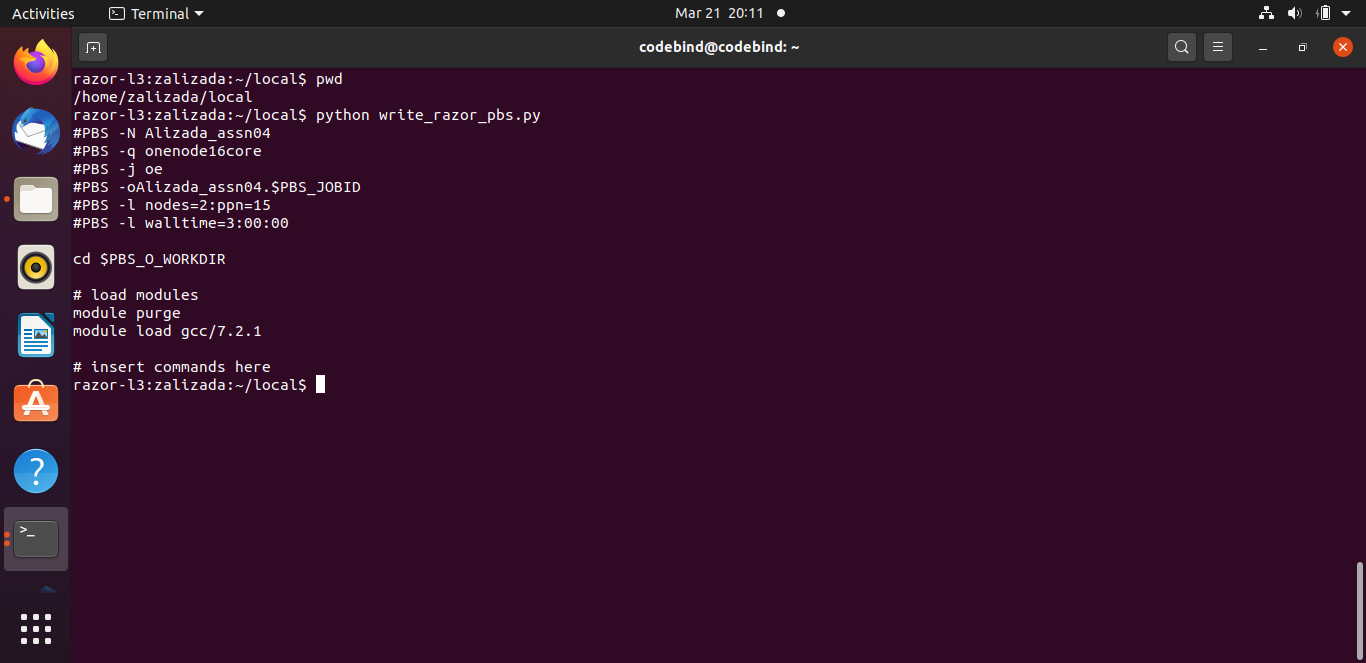 Activities
Terminal
Mar 21 20:11
codebind@codebind: ~
razor-l3:zalizada:~/local$ pwd
/home/zalizada/local
razor-l3:zalizada:~/local$ python write_razor_pbs.py
#PBS -N Alizada_assn04
#PBS -q onenode16core
#PBS -j oe
#PBS -oAlizada_assn04.$PBS_JOBID
#PBS -l nodes=2:ppn=15
#PBS -l walltime=3:00:00
cd $PBS_O_WORKDIR
# load modules
module purge
module load gcc/7.2.1
# insert commands here
razor-l3:zalizada:~/local$